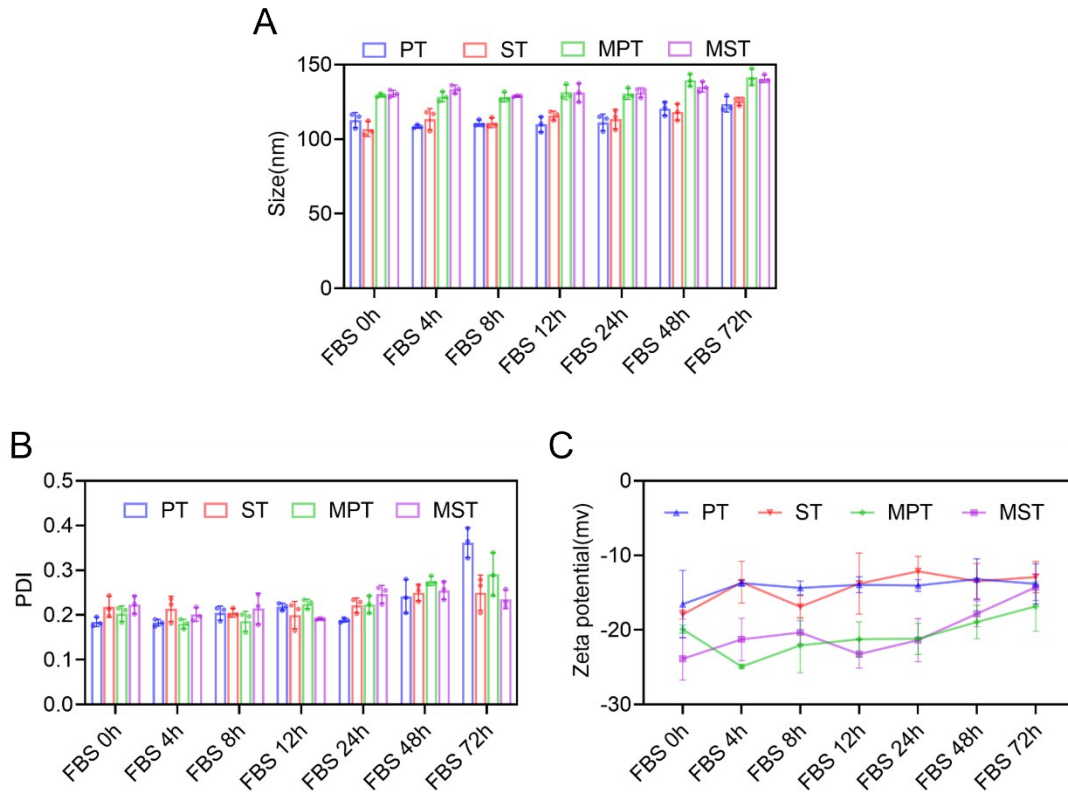 A
PT ST MPT MST
Size(nm)
150
100
50
0
FBS 0h FBS 4h FBS 8h FBS 12h FBS 24h FBS 48h FBS 72h
B
PT ST MPT MST
PDI
0.5
0.4
0.3
0.2
0.1
0.0
FBS 0h FBS 4h FBS 8h FBS 12h FBS 24h FBS 48h FBS 72h
C
PT ST MPT MST
Zeta potential(mv)
-0
-10
-20
-30
FBS 0h FBS 4h FBS 8h FBS 12h FBS 24h FBS 48h FBS 72h